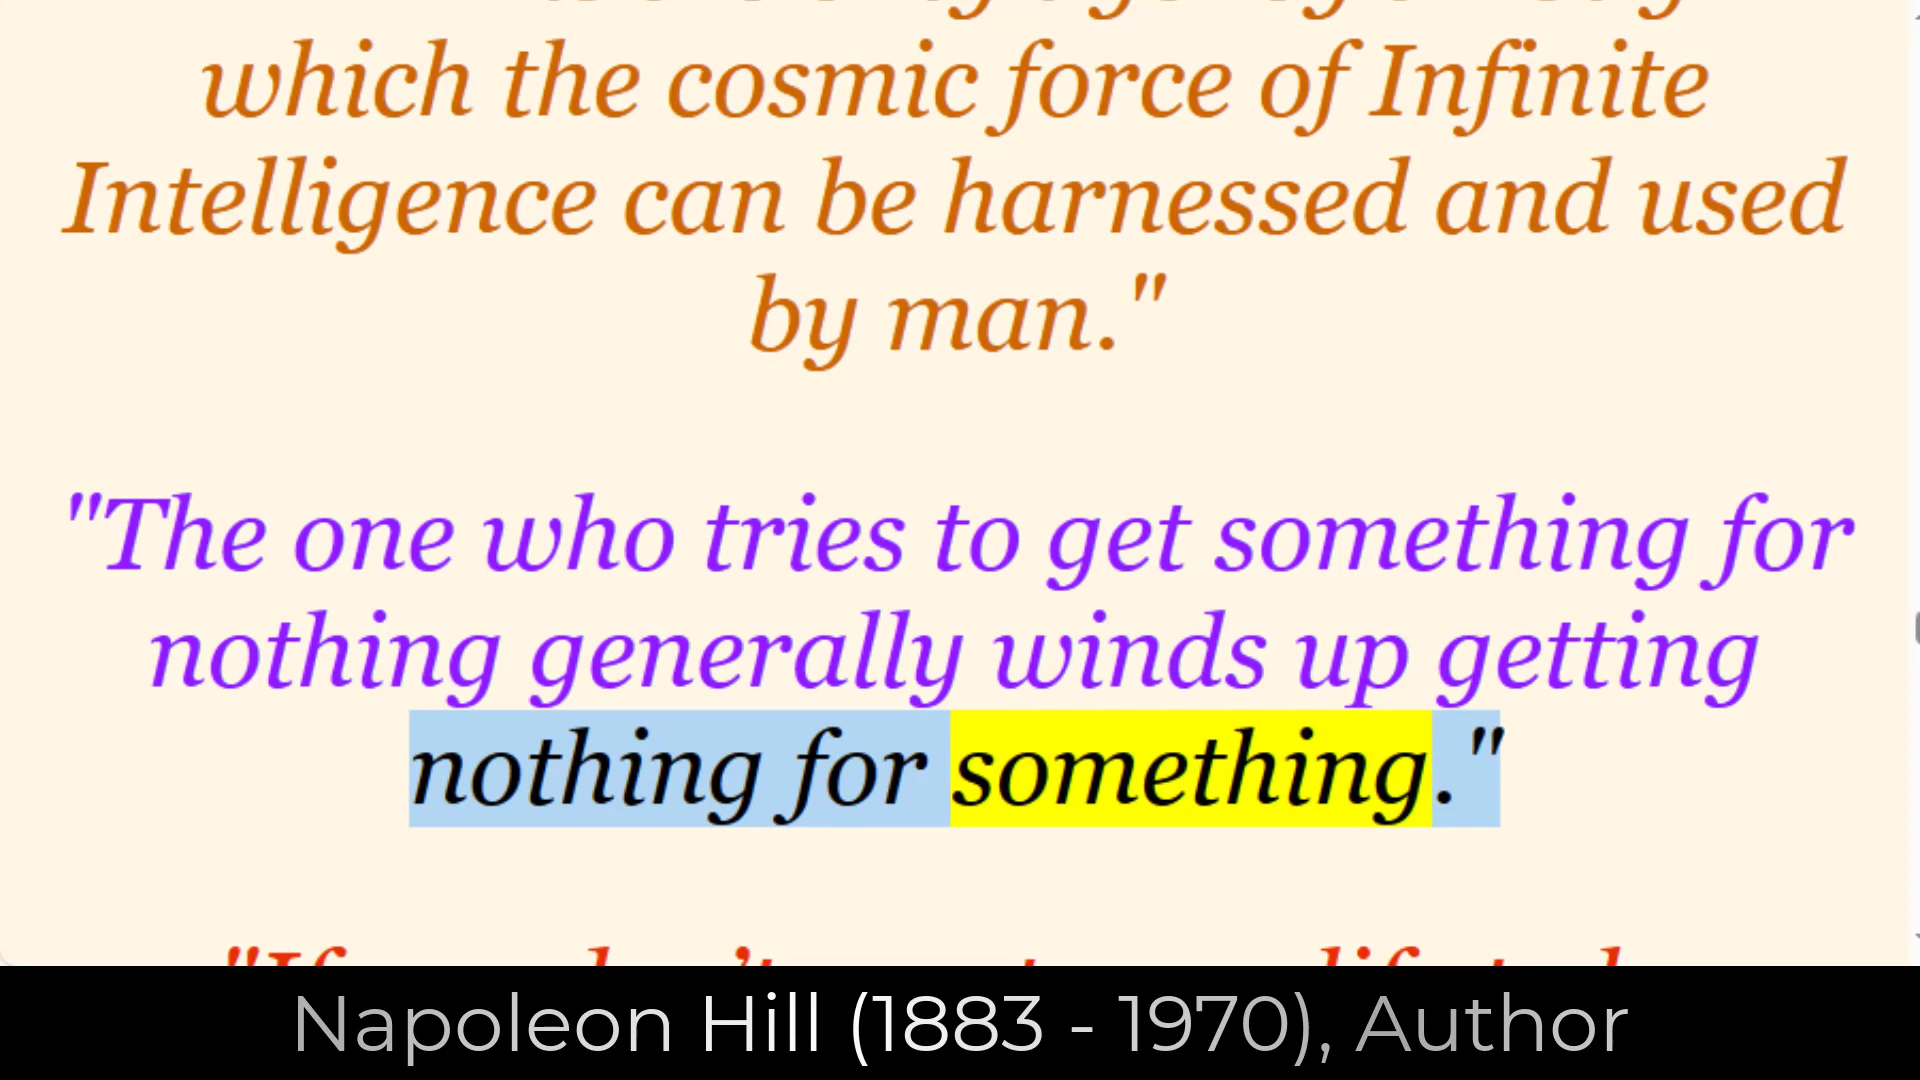 which the cosmic force of Infinite
Intelligence can be harnessed and used
by man."
"The one who tries to get something for
nothing generally winds up getting
nothing for something."
Napoleon Hill (1883 - 1970), Author